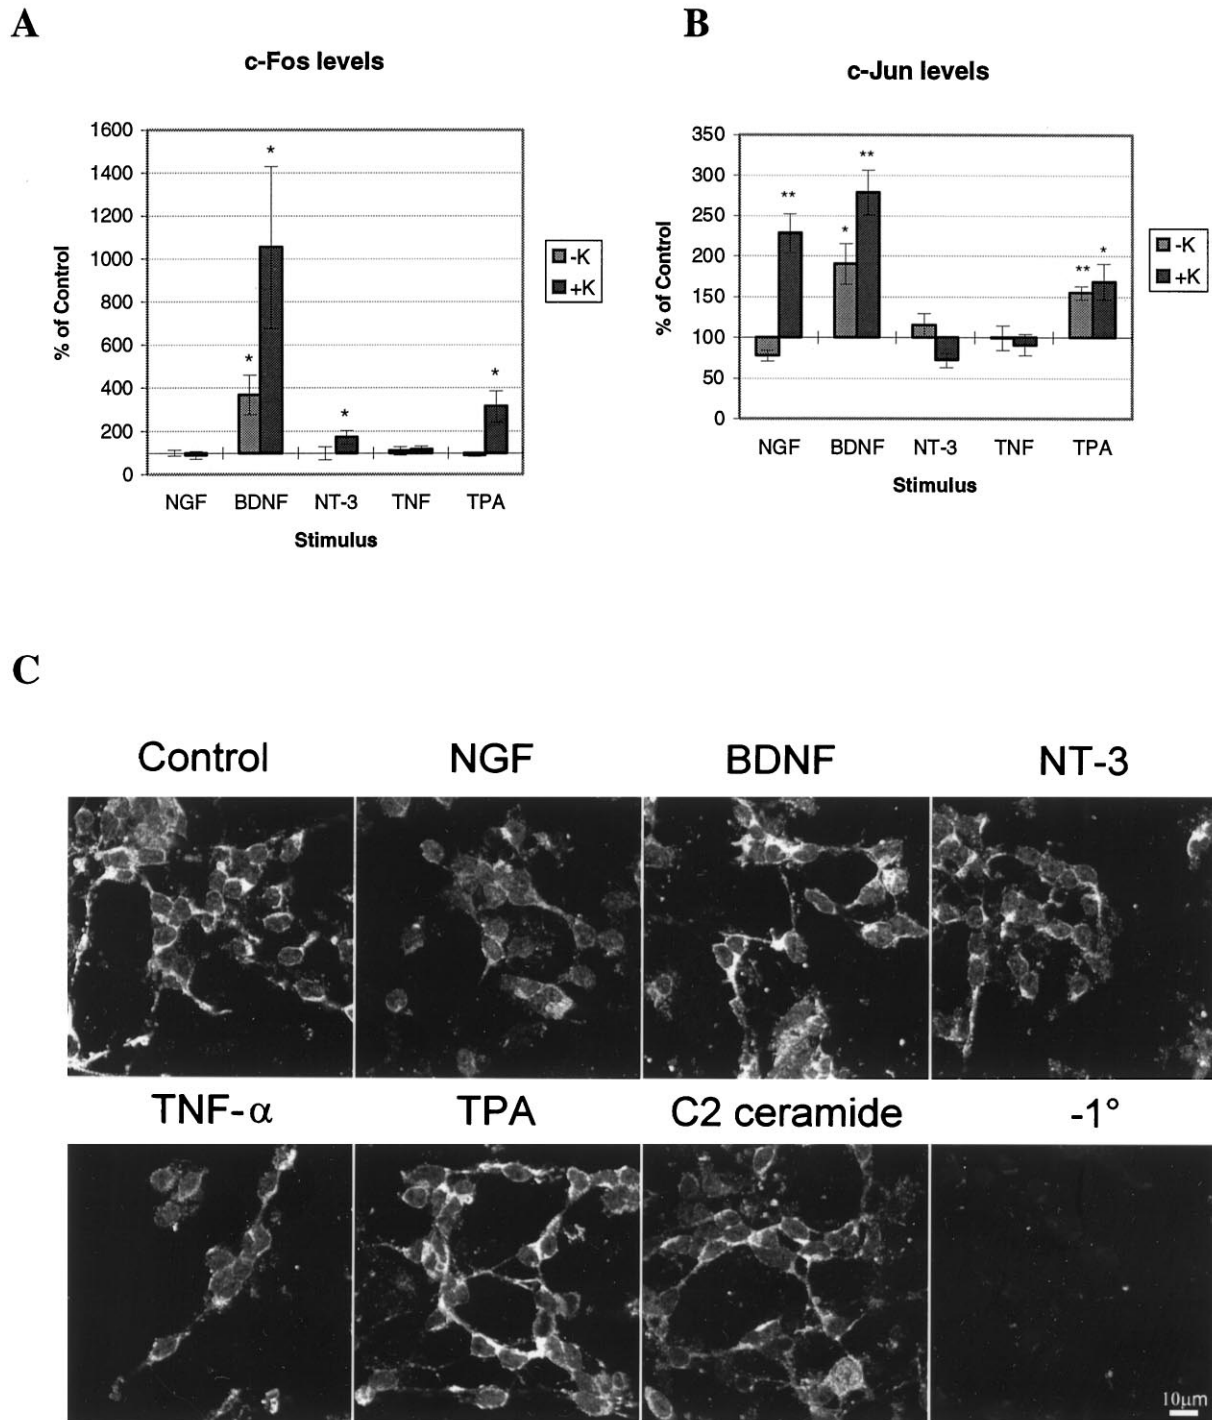 A
c-Fos levels
1600
1400
1200
1000
800
600
400
200
0
% of Control
*
*
*
*
-K
+K
NGF BDNF NT-3 TNF TPA
Stimulus
B
c-Jun levels
350
300
250
200
150
100
50
0
% of Control
**
*
**
**
*
-K
+K
NGF BDNF NT-3 TNF TPA
Stimulus
C
Control NGF BDNF NT-3
TNF-α TPA C2 ceramide -1°
10µm